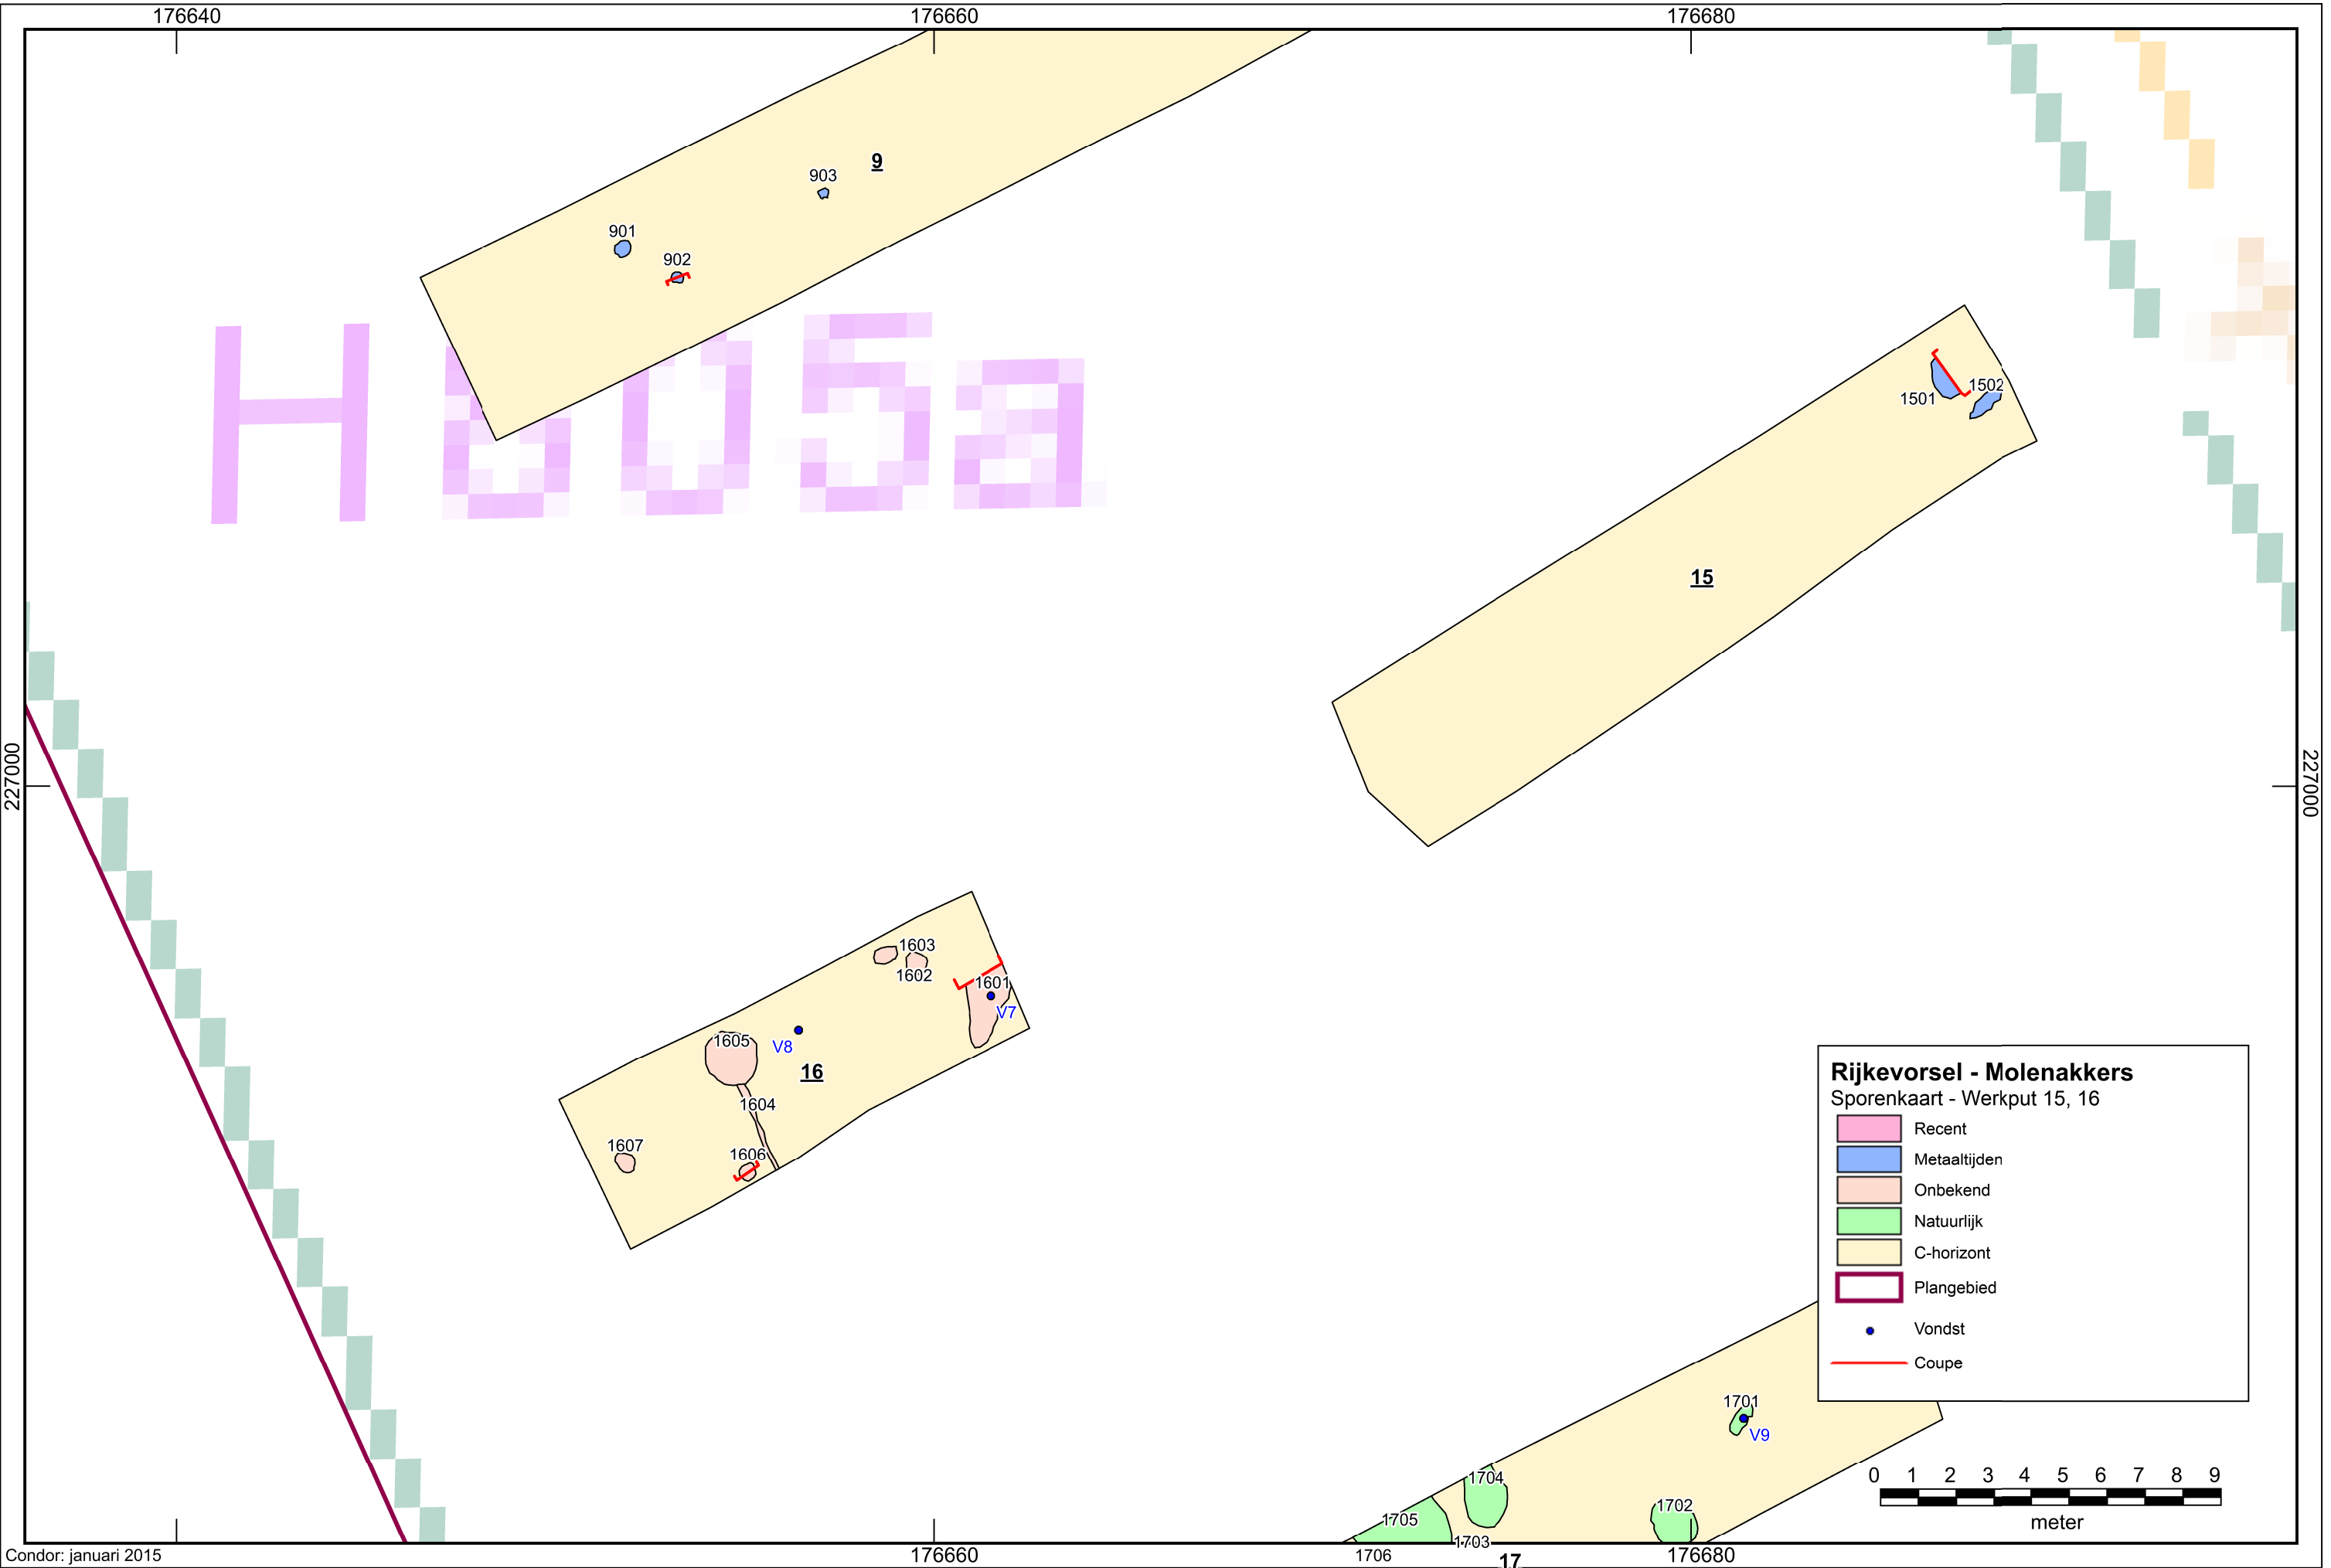 176640 176660 176680
9
903
901
902
H
5a
1501 1502
15
227000 227000
1603
1602
1601
V7
1605
V8
16
1604
1607
1606
Rijkevorsel - Molenakkers
Sporenkaart - Werkput 15, 16
Recent
Metaaltijden
Onbekend
Natuurlijk
C-horizont
Plangebied
Vondst
Coupe
1701
V9
1704
1702
1705
1703
0 1 2 3 4 5 6 7 8 9
meter
Condor: januari 2015
176660 1706 17 176680